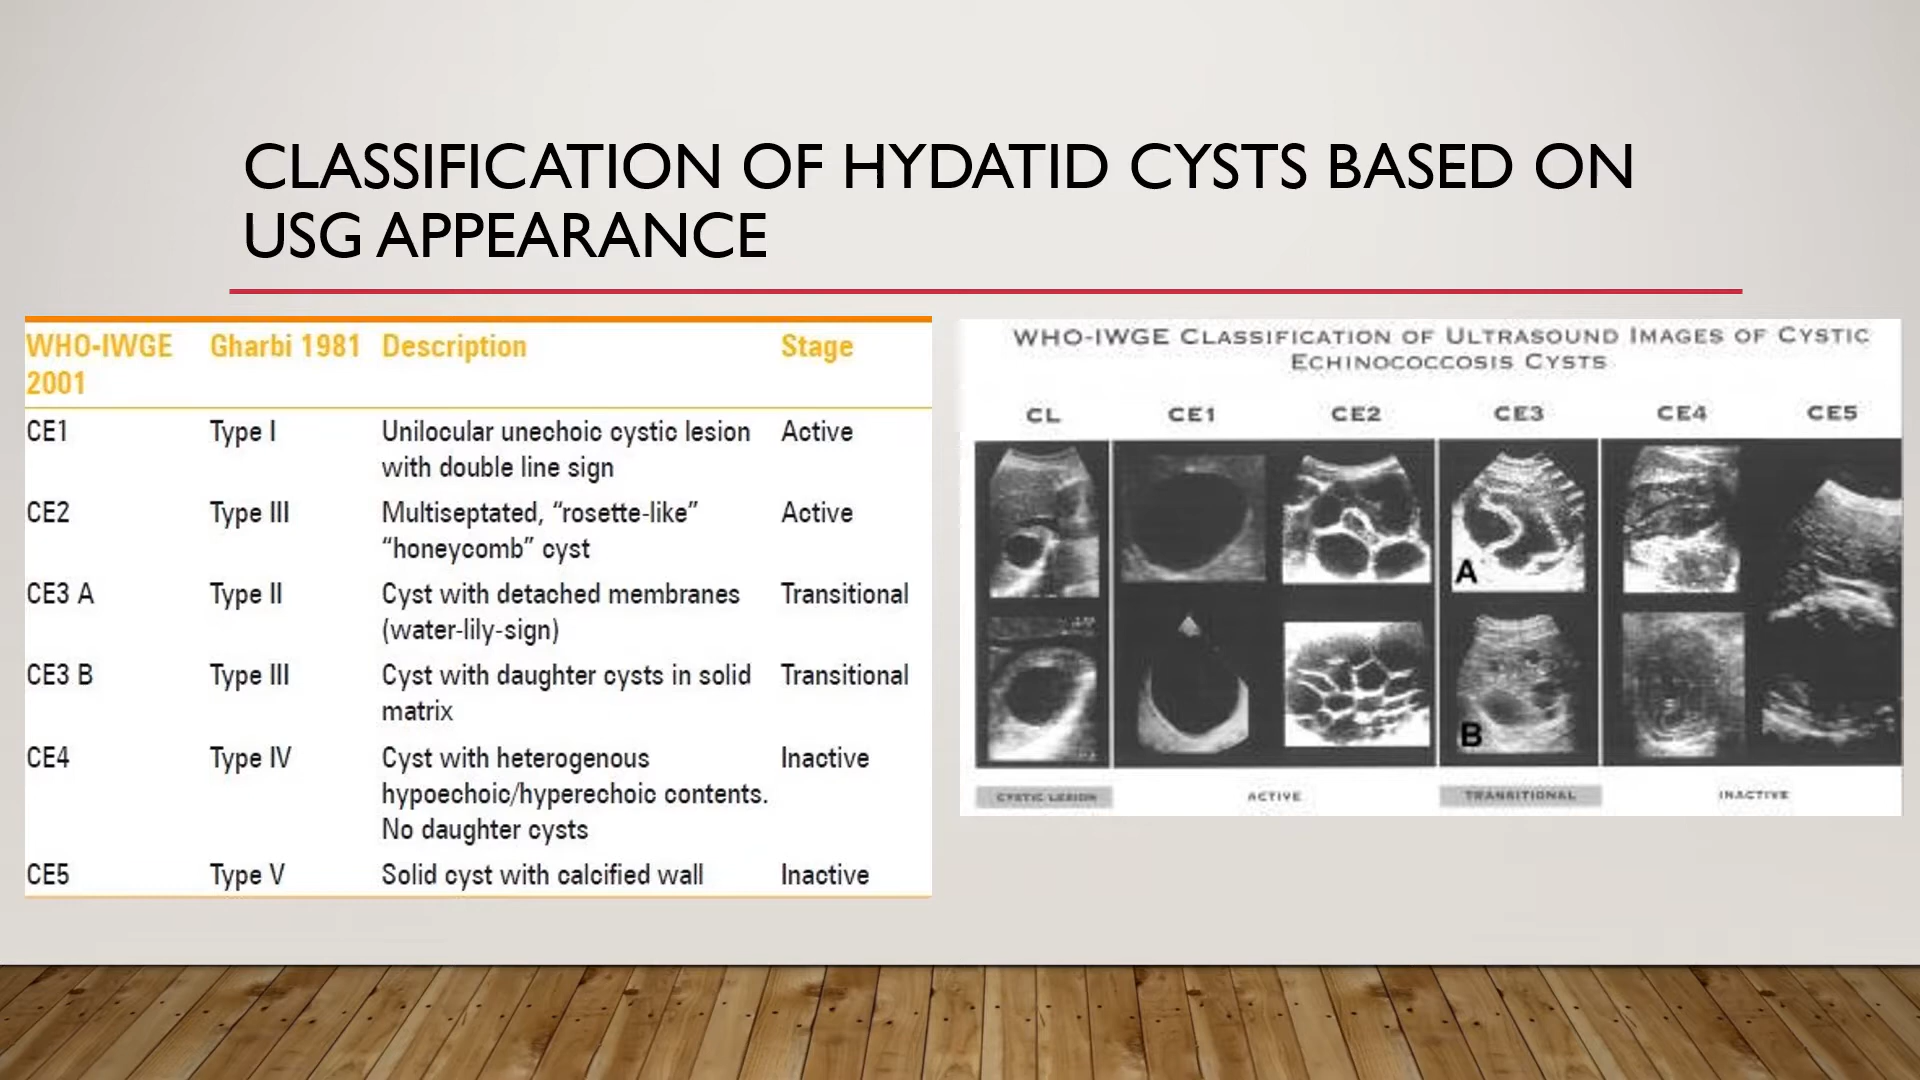 CLASSIFICATION OF HYDATID CYSTS BASED ON
USG APPEARANCE
WHO-IWGE 2001 Gharbi 1981 Description Stage
CE1 Type I Unilocular unechoic cystic lesion with double line sign Active
CE2 Type III Multiseptated, “rosette-like” “honeycomb” cyst Active
CE3 A Type II Cyst with detached membranes (water-lily-sign) Transitional
CE3 B Type III Cyst with daughter cysts in solid matrix Transitional
CE4 Type IV Cyst with heterogenous hypoechoic/hyperechoic contents. No daughter cysts Inactive
CE5 Type V Solid cyst with calcified wall Inactive
WHO-IWGE CLASSIFICATION OF ULTRASOUND IMAGES OF CYSTIC
ECHINOCOCCOSIS CYSTS
CL CE1 CE2 CE3 CE4 CE5
A
B
CYSTIC LESION ACTIVE TRANSITIONAL INACTIVE